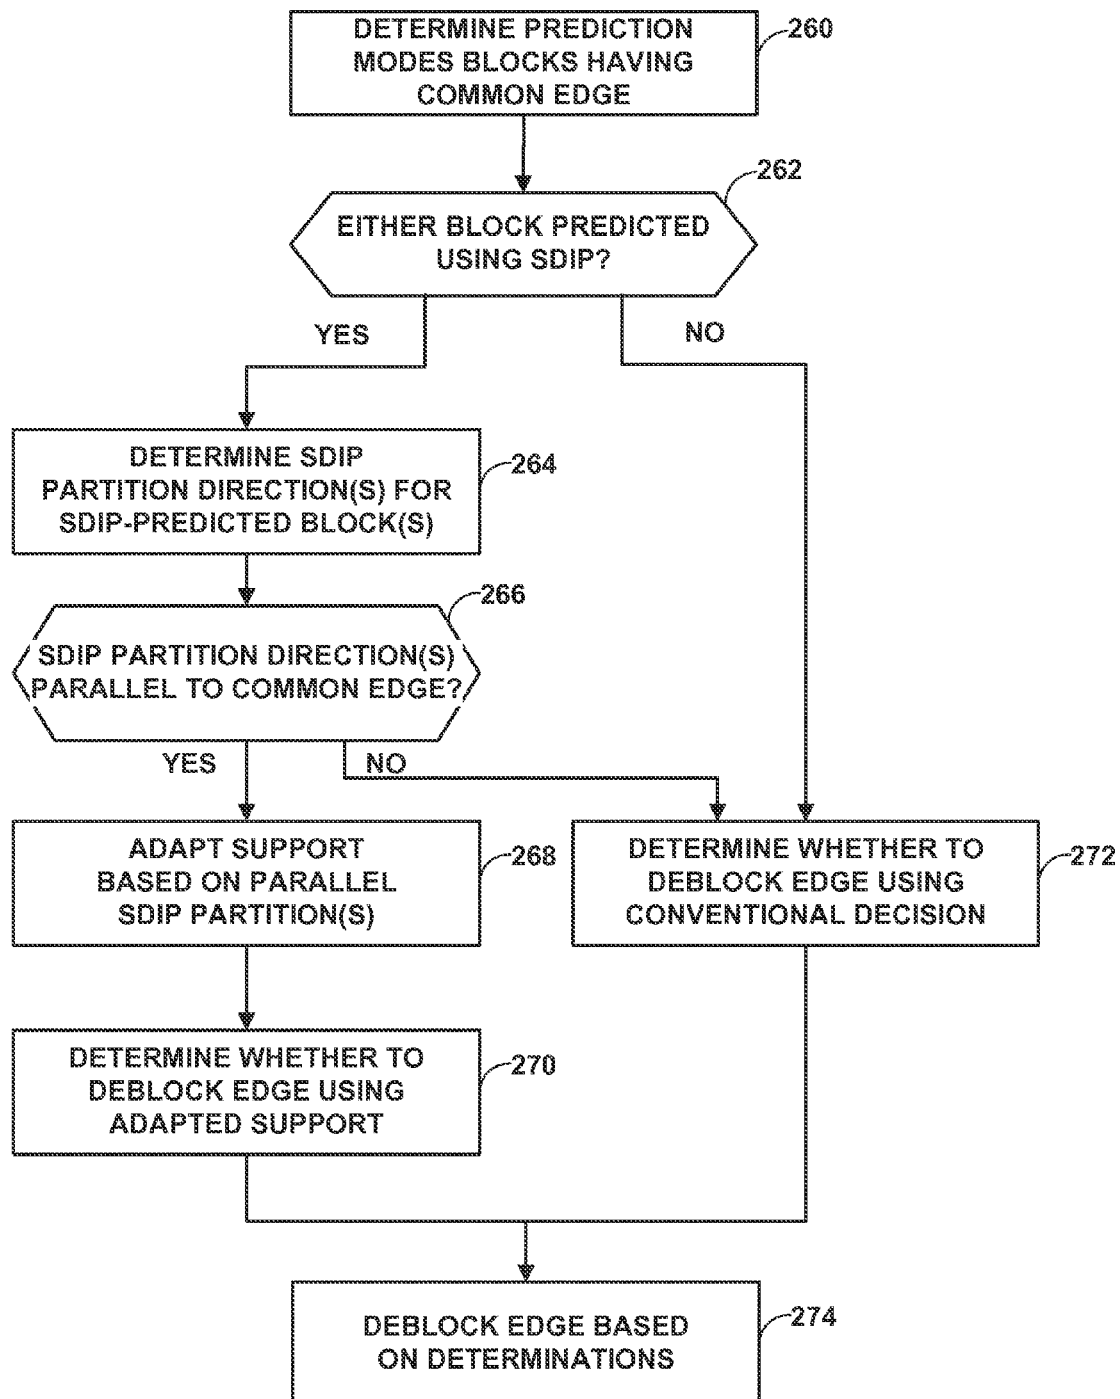 DETERMINE PREDICTION
MODES BLOCKS HAVING
COMMON EDGE
260
262
EITHER BLOCK PREDICTED
USING SDIP?
YES
NO
DETERMINE SDIP
PARTITION DIRECTION(S) FOR
SDIP-PREDICTED BLOCK(S)
264
266
SDIP PARTITION DIRECTION(S)
PARALLEL TO COMMON EDGE?
YES
NO
ADAPT SUPPORT
BASED ON PARALLEL
SDIP PARTITION(S)
268
DETERMINE WHETHER TO
DEBLOCK EDGE USING
CONVENTIONAL DECISION
272
DETERMINE WHETHER TO
DEBLOCK EDGE USING
ADAPTED SUPPORT
270
DEBLOCK EDGE BASED
ON DETERMINATIONS
274